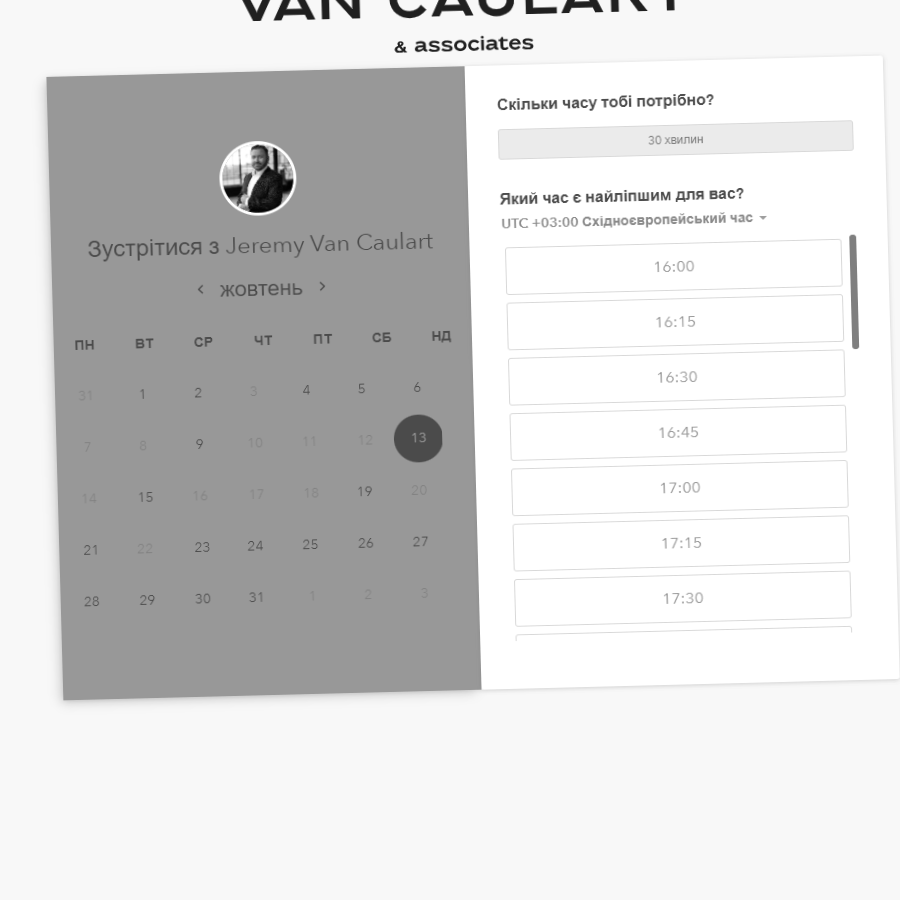 VAN CAULART
& associates
Зустрітися з Jeremy Van Caulart
жовтень
ПН ВТ СР ЧТ ПТ СБ НД
31 1 2 3 4 5 6
7 8 9 10 11 12 13
14 15 16 17 18 19 20
21 22 23 24 25 26 27
28 29 30 31 1 2 3
Скільки часу тобі потрібно?
30 хвилин
Який час є найліпшим для вас?
UTC +03:00 Східноєвропейський час
16:00
16:15
16:30
16:45
17:00
17:15
17:30